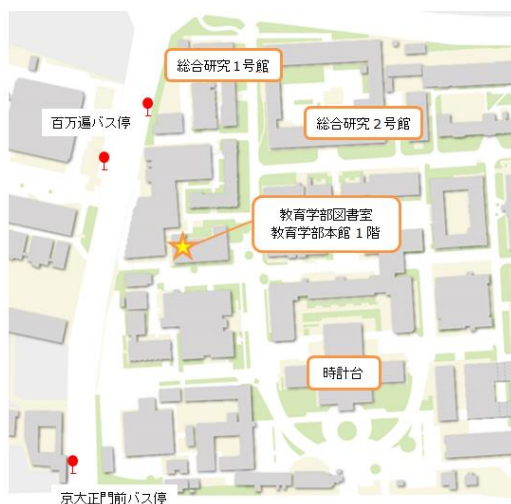 総合研究１号館
百万遍バス停
総合研究２号館
教育学部図書室
教育学部本館１階
時計台
京大正門前バス停